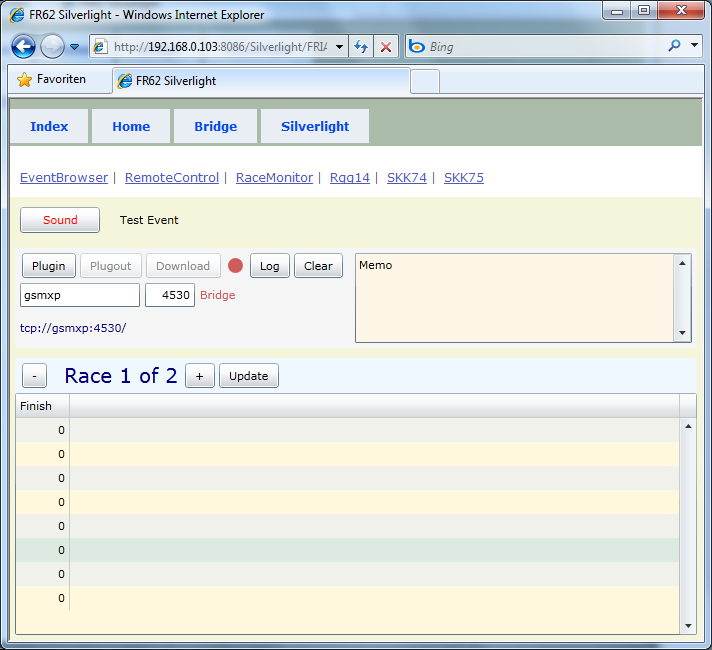 FR62 Silverlight - Windows Internet Explorer
http://192.168.0.103:8086/Silverlight/FRIA
Bing
Favoriten
FR62 Silverlight
Index Home Bridge Silverlight
EventBrowser | RemoteControl | RaceMonitor | Rgg14 | SKK74 | SKK75
Sound Test Event
Plugin Plugout Download Log Clear
Memo
gsmxp 4530 Bridge
tcp://gsmxp:4530/
- Race 1 of 2 + Update
Finish
0
0
0
0
0
0
0
0